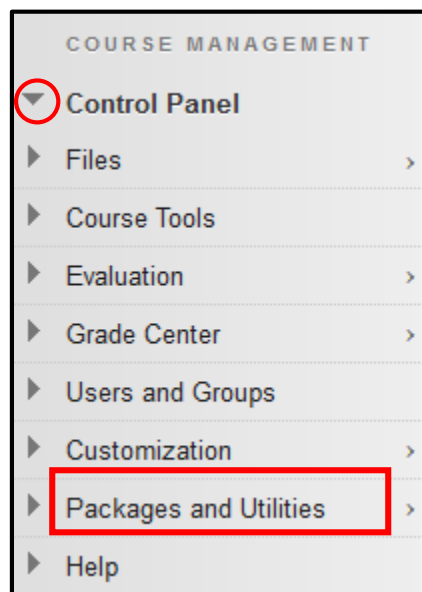 COURSE MANAGEMENT
Control Panel
Files
Course Tools
Evaluation
Grade Center
Users and Groups
Customization
Packages and Utilities
Help